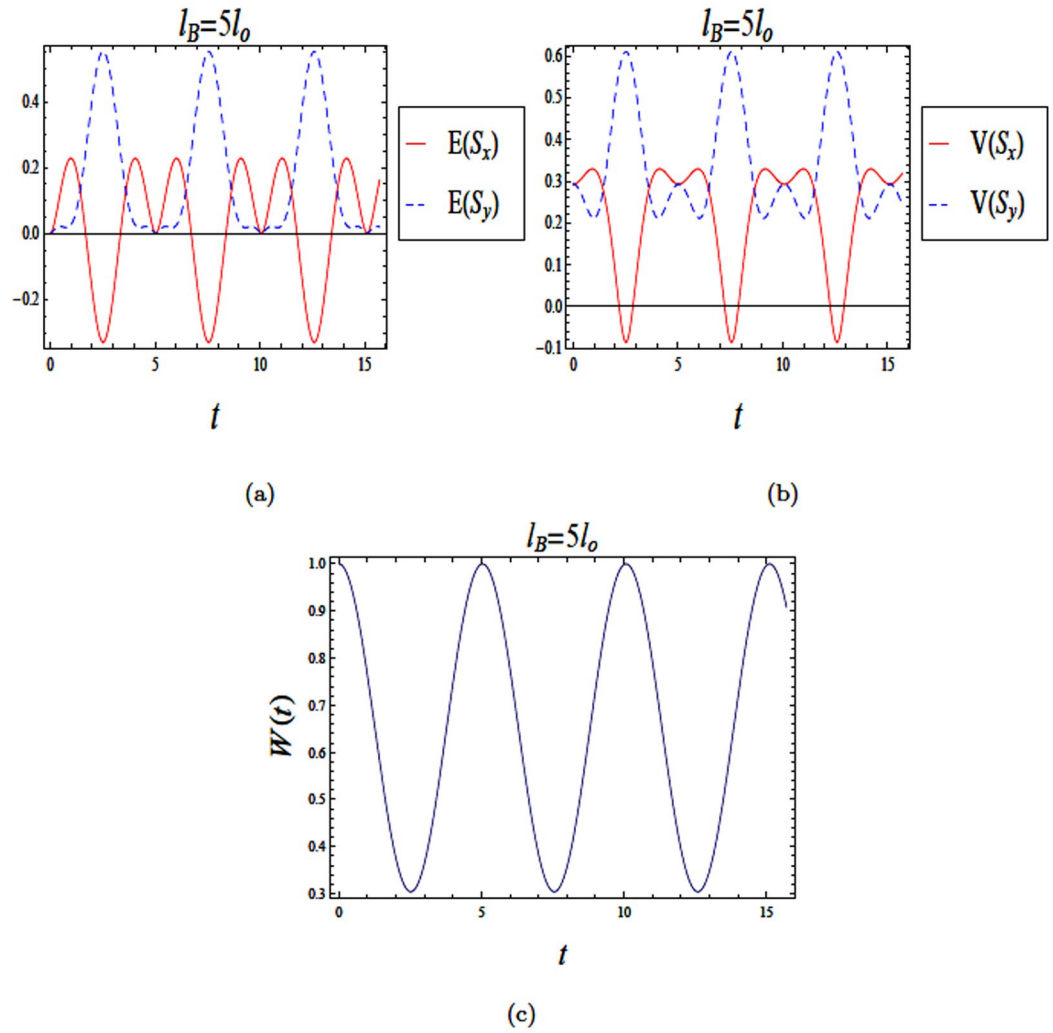 l_B=5l_o l_B=5l_o
0.4 0.2 0.0 −0.2
0 5 10 15
t
E(S_x)
E(S_y)
0.6 0.5 0.4 0.3 0.2 0.1 0.0 −0.1
0 5 10 15
t
V(S_x)
V(S_y)
(a) (b)
l_B=5l_o
W(t)
1.0 0.9 0.8 0.7 0.6 0.5 0.4 0.3
0 5 10 15
t
(c)